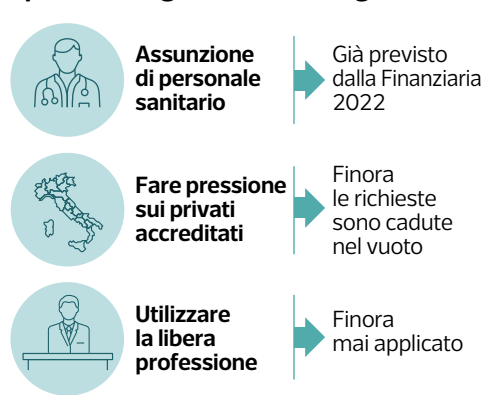 Assunzione
di personale
sanitario
Già previsto
dalla Finanziaria
2022
Fare pressione
sui privati
accreditati
Finora
le richieste
sono cadute
nel vuoto
Utilizzare
la libera
professione
Finora
mai applicato